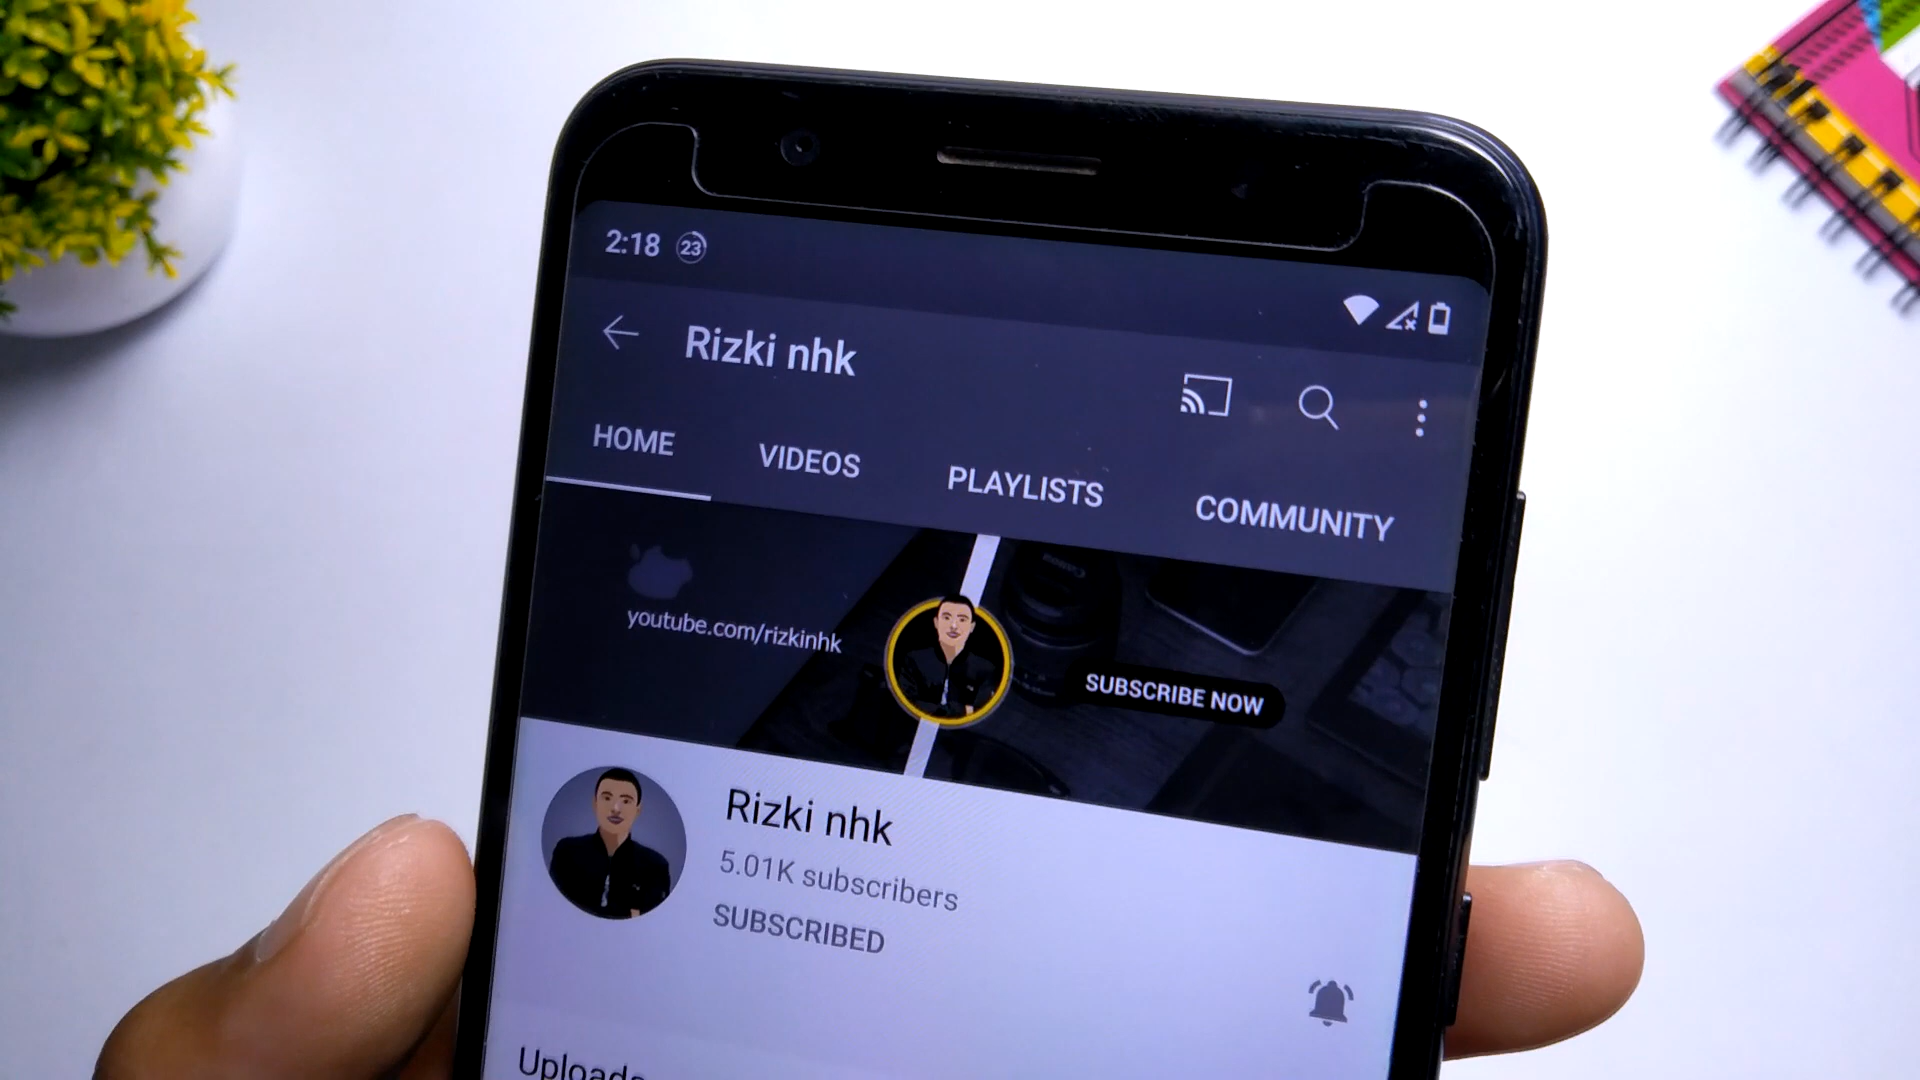 2:18 23
Rizki nhk
HOME VIDEOS PLAYLISTS COMMUNITY
youtube.com/rizkinhk
SUBSCRIBE NOW
Rizki nhk
5.01K subscribers
SUBSCRIBED
Uploads